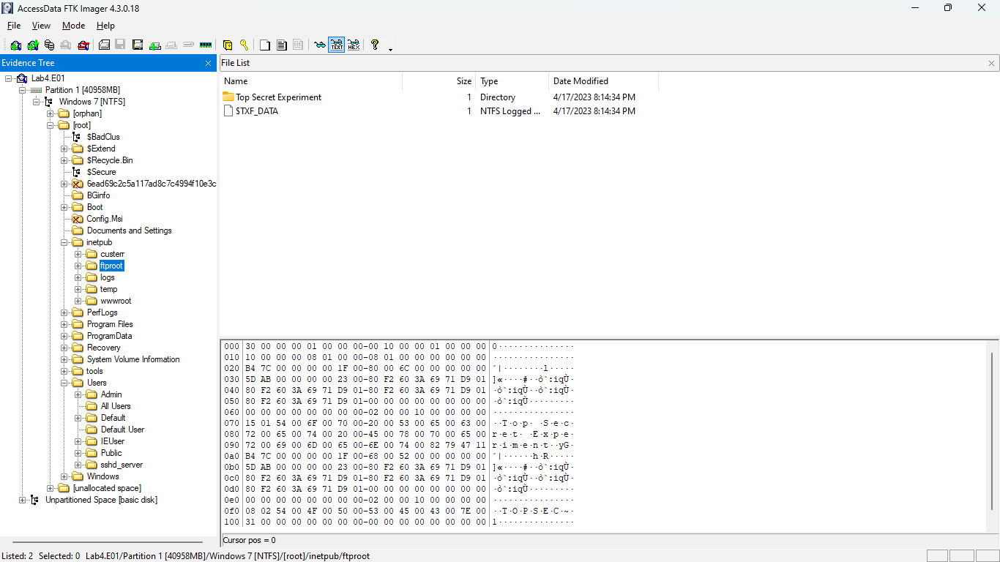 AccessData FTK Imager 4.3.0.18
File View Mode Help
TEXT HEX
Evidence Tree
Lab4.E01
Partition 1 [40958MB]
Windows 7 [NTFS]
[orphan]
[root]
$BadClus
$Extend
$Recycle.Bin
$Secure
6ead69c2c5a117ad8c7c4994f10e3c
BGinfo
Boot
Config.Msi
Documents and Settings
inetpub
custerr
ftproot
logs
temp
wwwroot
PerfLogs
Program Files
ProgramData
Recovery
System Volume Information
tools
Users
Admin
All Users
Default
Default User
IEUser
Public
sshd_server
Windows
[unallocated space]
Unpartitioned Space [basic disk]
File List
Name Size Type Date Modified
Top Secret Experiment 1 Directory 4/17/2023 8:14:34 PM
$TXF_DATA 1 NTFS Logged ... 4/17/2023 8:14:34 PM
000 30 00 00 00 01 00 00 00-00 10 00 00 01 00 00 00 0···············
010 10 00 00 00 08 01 00 00-08 01 00 00 00 00 00 00 ················
020 B4 7C 00 00 00 00 1F 00-80 00 6C 00 00 00 00 00 ´|········l·····
030 5D AB 00 00 00 00 23 00-80 F2 60 3A 69 71 D9 01 ]«····#··ò`:iqÙ·
040 80 F2 60 3A 69 71 D9 01-80 F2 60 3A 69 71 D9 01 ·ò`:iqÙ··ò`:iqÙ·
050 80 F2 60 3A 69 71 D9 01-00 00 00 00 00 00 00 00 ·ò`:iqÙ·········
060 00 00 00 00 00 00 00 00-02 00 00 10 00 00 00 00 ················
070 15 01 54 00 6F 00 70 00-20 00 53 00 65 00 63 00 ··T·o·p· ·S·e·c·
080 72 00 65 00 74 00 20 00-45 00 78 00 70 00 65 00 r·e·t· ·E·x·p·e·
090 72 00 69 00 6D 00 65 00-6E 00 74 00 82 79 47 11 r·i·m·e·n·t··yG·
0a0 B4 7C 00 00 00 00 1F 00-68 00 52 00 00 00 00 00 ´|······h·R·····
0b0 5D AB 00 00 00 00 23 00-80 F2 60 3A 69 71 D9 01 ]«····#··ò`:iqÙ·
0c0 80 F2 60 3A 69 71 D9 01-80 F2 60 3A 69 71 D9 01 ·ò`:iqÙ··ò`:iqÙ·
0d0 80 F2 60 3A 69 71 D9 01-00 00 00 00 00 00 00 00 ·ò`:iqÙ·········
0e0 00 00 00 00 00 00 00 00-02 00 00 10 00 00 00 00 ················
0f0 08 02 54 00 4F 00 50 00-53 00 45 00 43 00 7E 00 ··T·O·P·S·E·C·~·
100 31 00 00 00 00 00 00 00-00 00 00 00 00 00 00 00 1···············
Cursor pos = 0
Listed: 2 Selected: 0 Lab4.E01/Partition 1 [40958MB]/Windows 7 [NTFS]/[root]/inetpub/ftproot